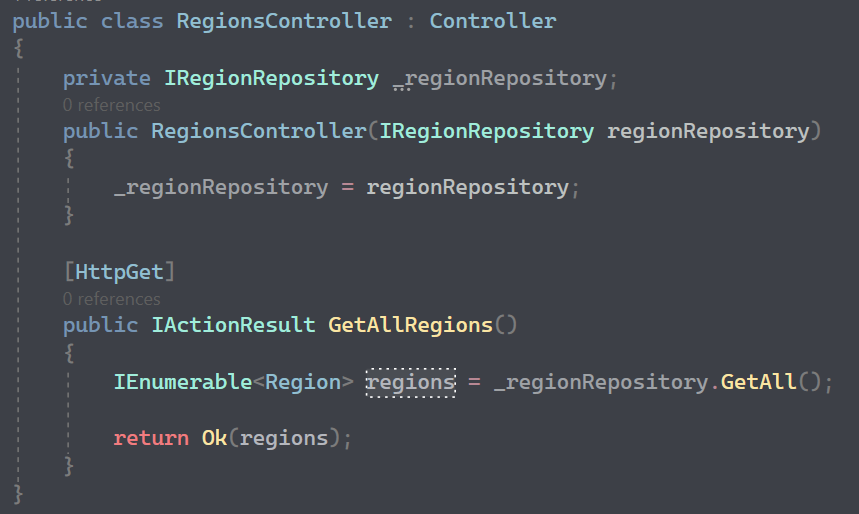 public class RegionsController : Controller
{
private IRegionRepository _regionRepository;
0 references
public RegionsController(IRegionRepository regionRepository)
{
_regionRepository = regionRepository;
}
[HttpGet]
0 references
public IActionResult GetAllRegions()
{
IEnumerable<Region> regions = _regionRepository.GetAll();
return Ok(regions);
}
}